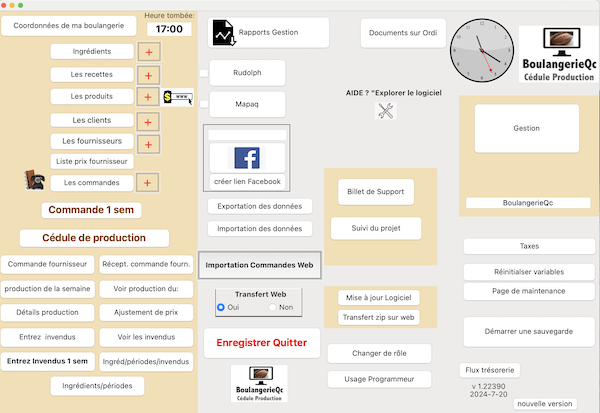 Coordonnées de ma boulangerie
Heure tombée:
17:00
Ingrédients
+
Les recettes
+
Les produits
+
$ www
Les clients
+
Les fournisseurs
+
Liste prix fournisseur
Les commandes
+
Commande 1 sem
Cédule de production
Commande fournisseur
Récept. commande fourn.
production de la semaine
Voir production du:
Détails production
Ajustement de prix
Entrez invendus
Voir les invendus
Entrez Invendus 1 sem
Ingréd/périodes/invendus
Ingrédients/périodes
Rapports Gestion
Rudolph
Mapaq
créer lien Facebook
Exportation des données
Importation des données
Importation Commandes Web
Transfert Web
Oui
Non
Enregistrer Quitter
BoulangerieQc
Cédule Production
Documents sur Ordi
AIDE ? "Explorer le logiciel
Billet de Support
Suivi du projet
Mise à jour Logiciel
Transfert zip sur web
Changer de rôle
Usage Programmeur
BoulangerieQc
Cédule Production
Gestion
BoulangerieQc
Taxes
Réinitialser variables
Page de maintenance
Démarrer une sauvegarde
Flux trésorerie
v 1.22390
2024-7-20
nouvelle version